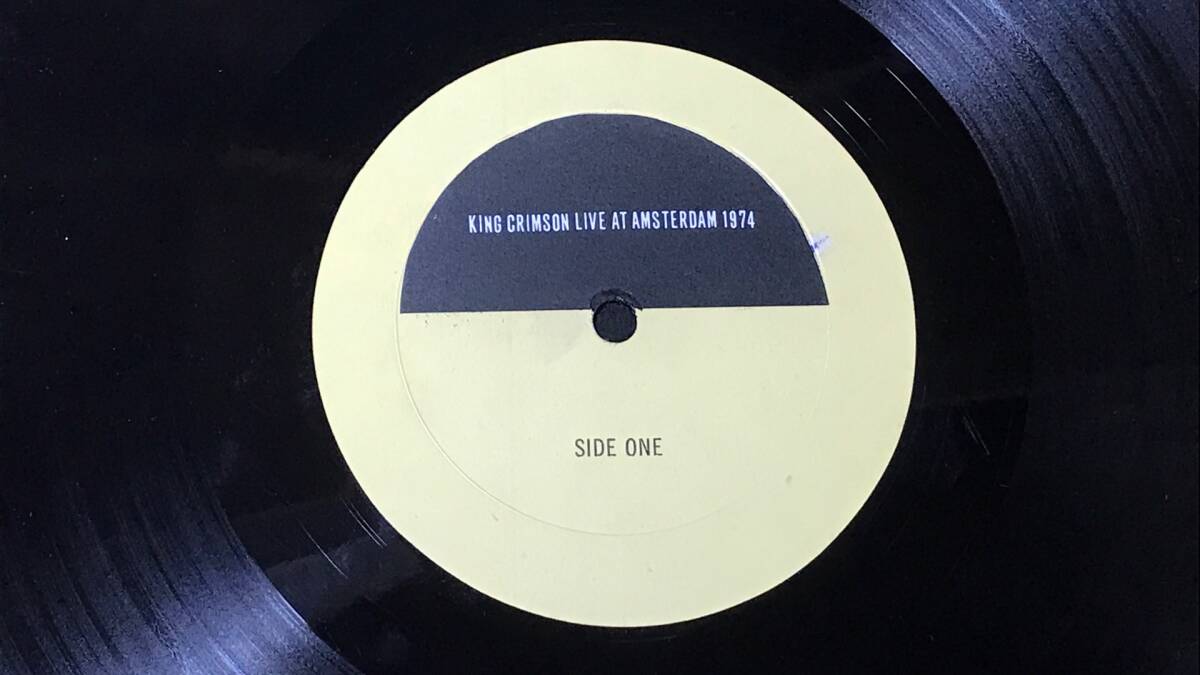 KING CRIMSON LIVE AT AMSTERDAM 1974
SIDE ONE